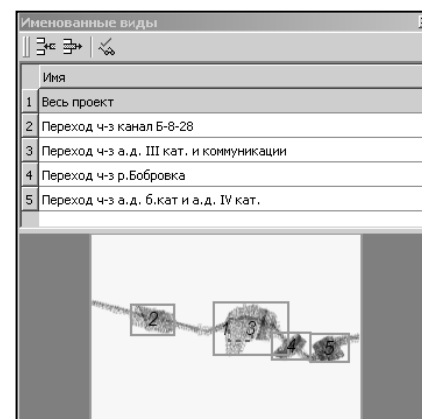 Именованные виды
Имя
1 Весь проект
2 Переход ч-з канал Б-8-28
3 Переход ч-з а.д. III кат. и коммуникации
4 Переход ч-з р.Бобровка
5 Переход ч-з а.д. б.кат и а.д. IV кат.
2 3 4 5